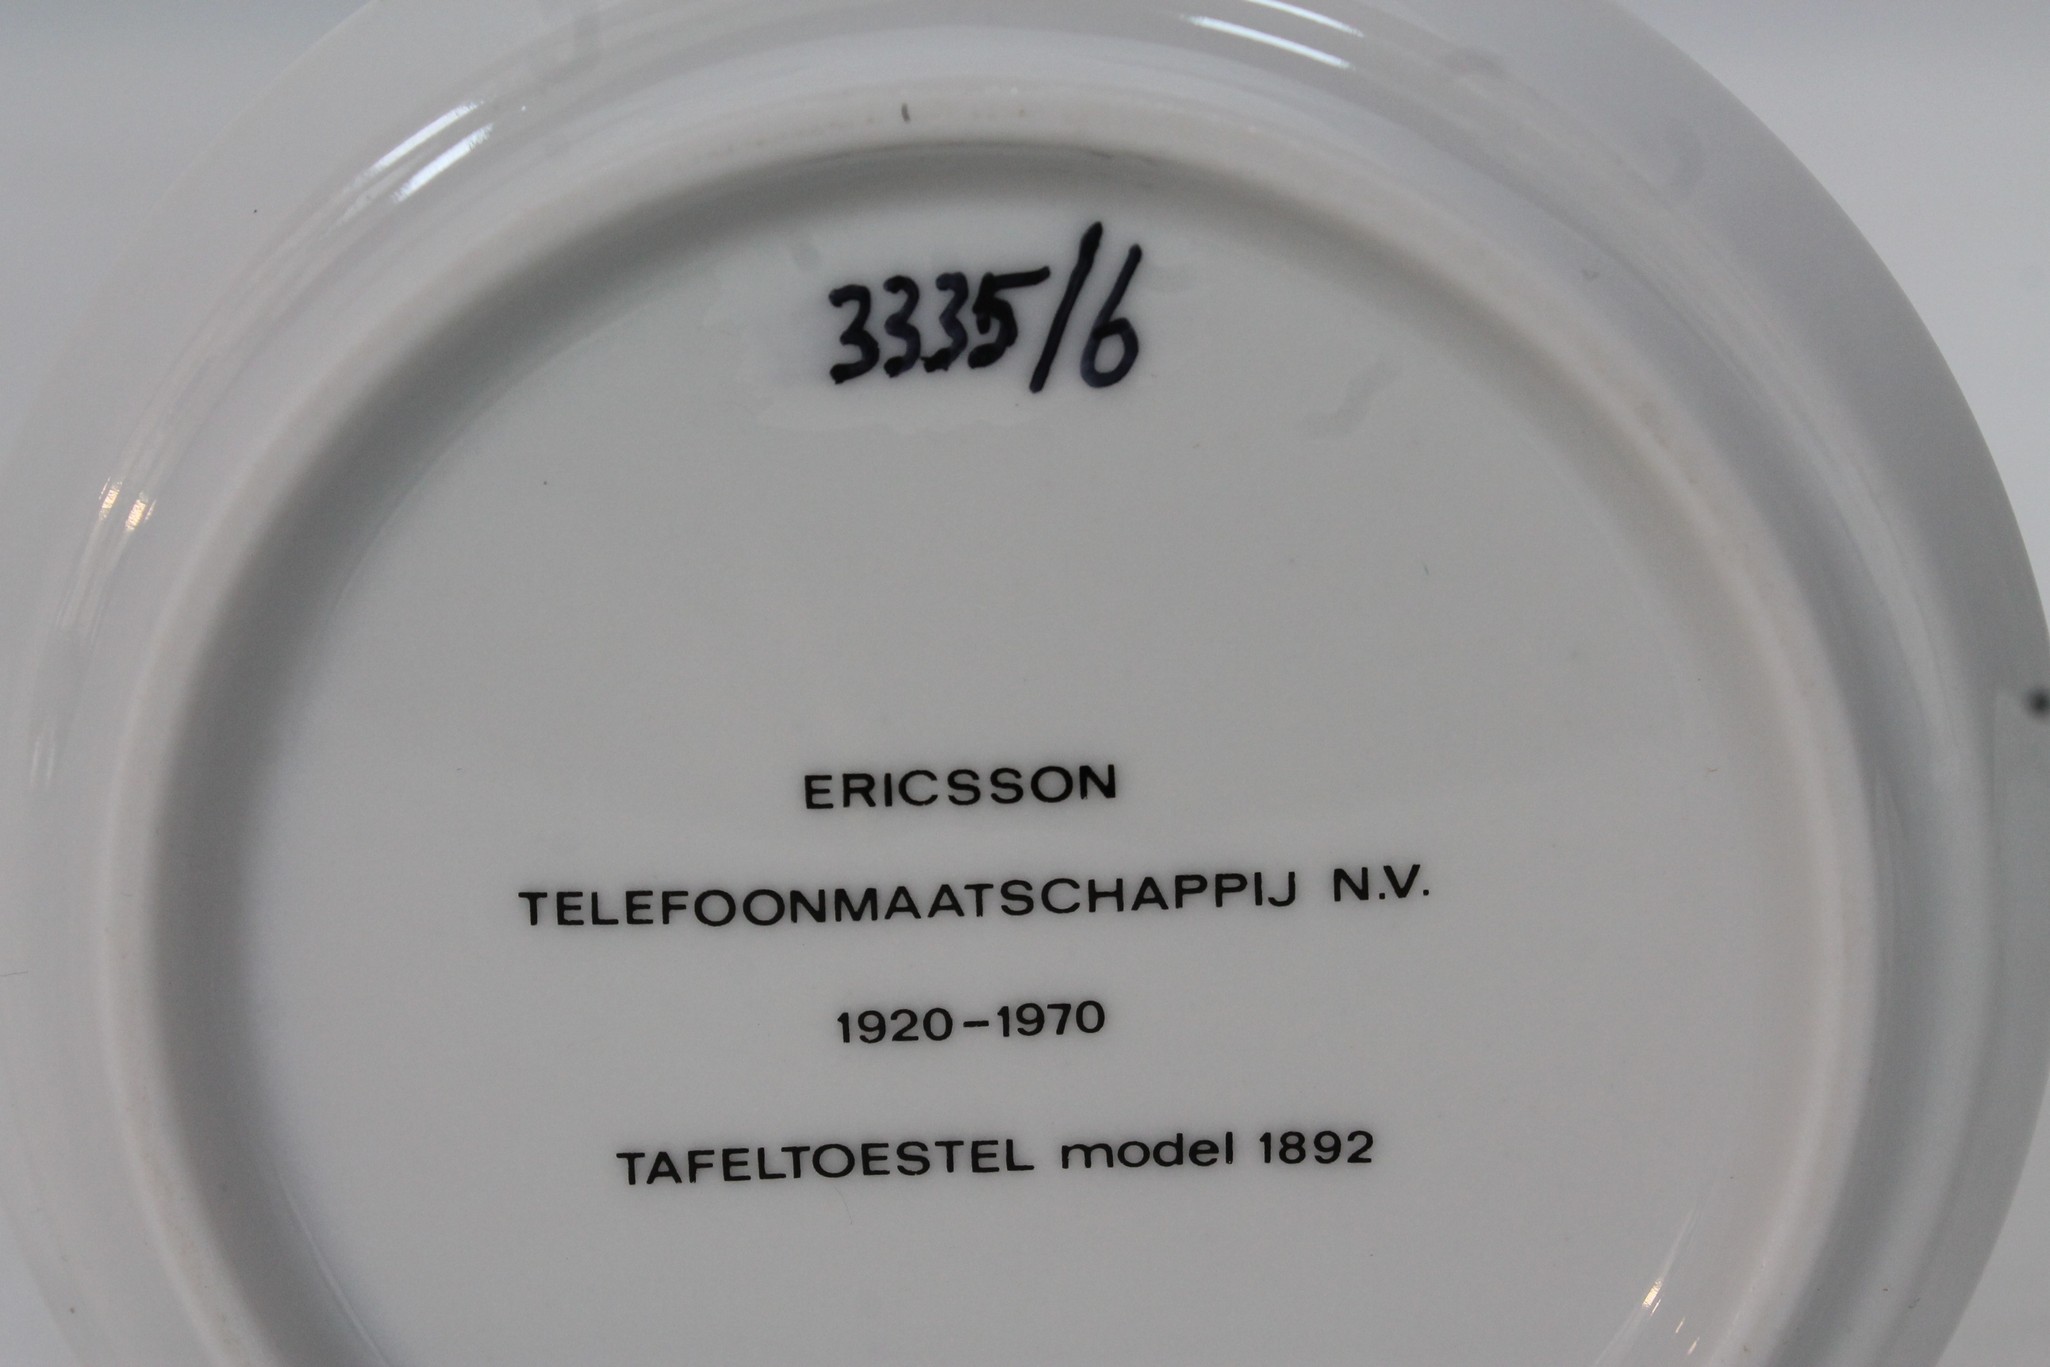 3335/6
ERICSSON
TELEFOONMAATSCHAPPIJ N.V.
1920-1970
TAFELTOESTEL model 1892